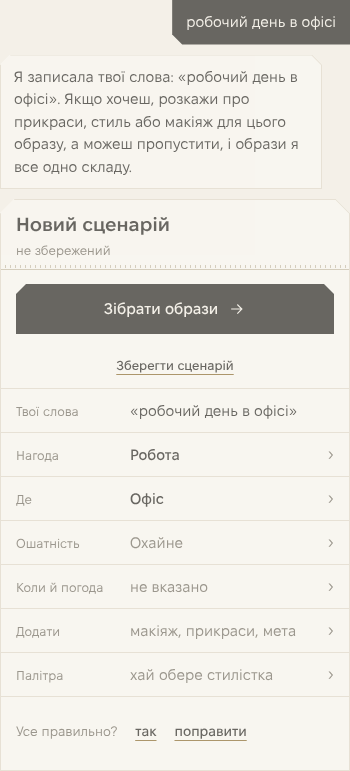 робочий день в офісі
Я записала твої слова: «робочий день в
офісі». Якщо хочеш, розкажи про
прикраси, стиль або макіяж для цього
образу, а можеш пропустити, і образи я
все одно складу.
Новий сценарій
не збережений
Зібрати образи →
Зберегти сценарій
Твої слова «робочий день в офісі»
Нагода Робота ›
Де Офіс ›
Ошатність Охайне ›
Коли й погода не вказано ›
Додати макіяж, прикраси, мета ›
Палітра хай обере стилістка ›
Усе правильно? так поправити